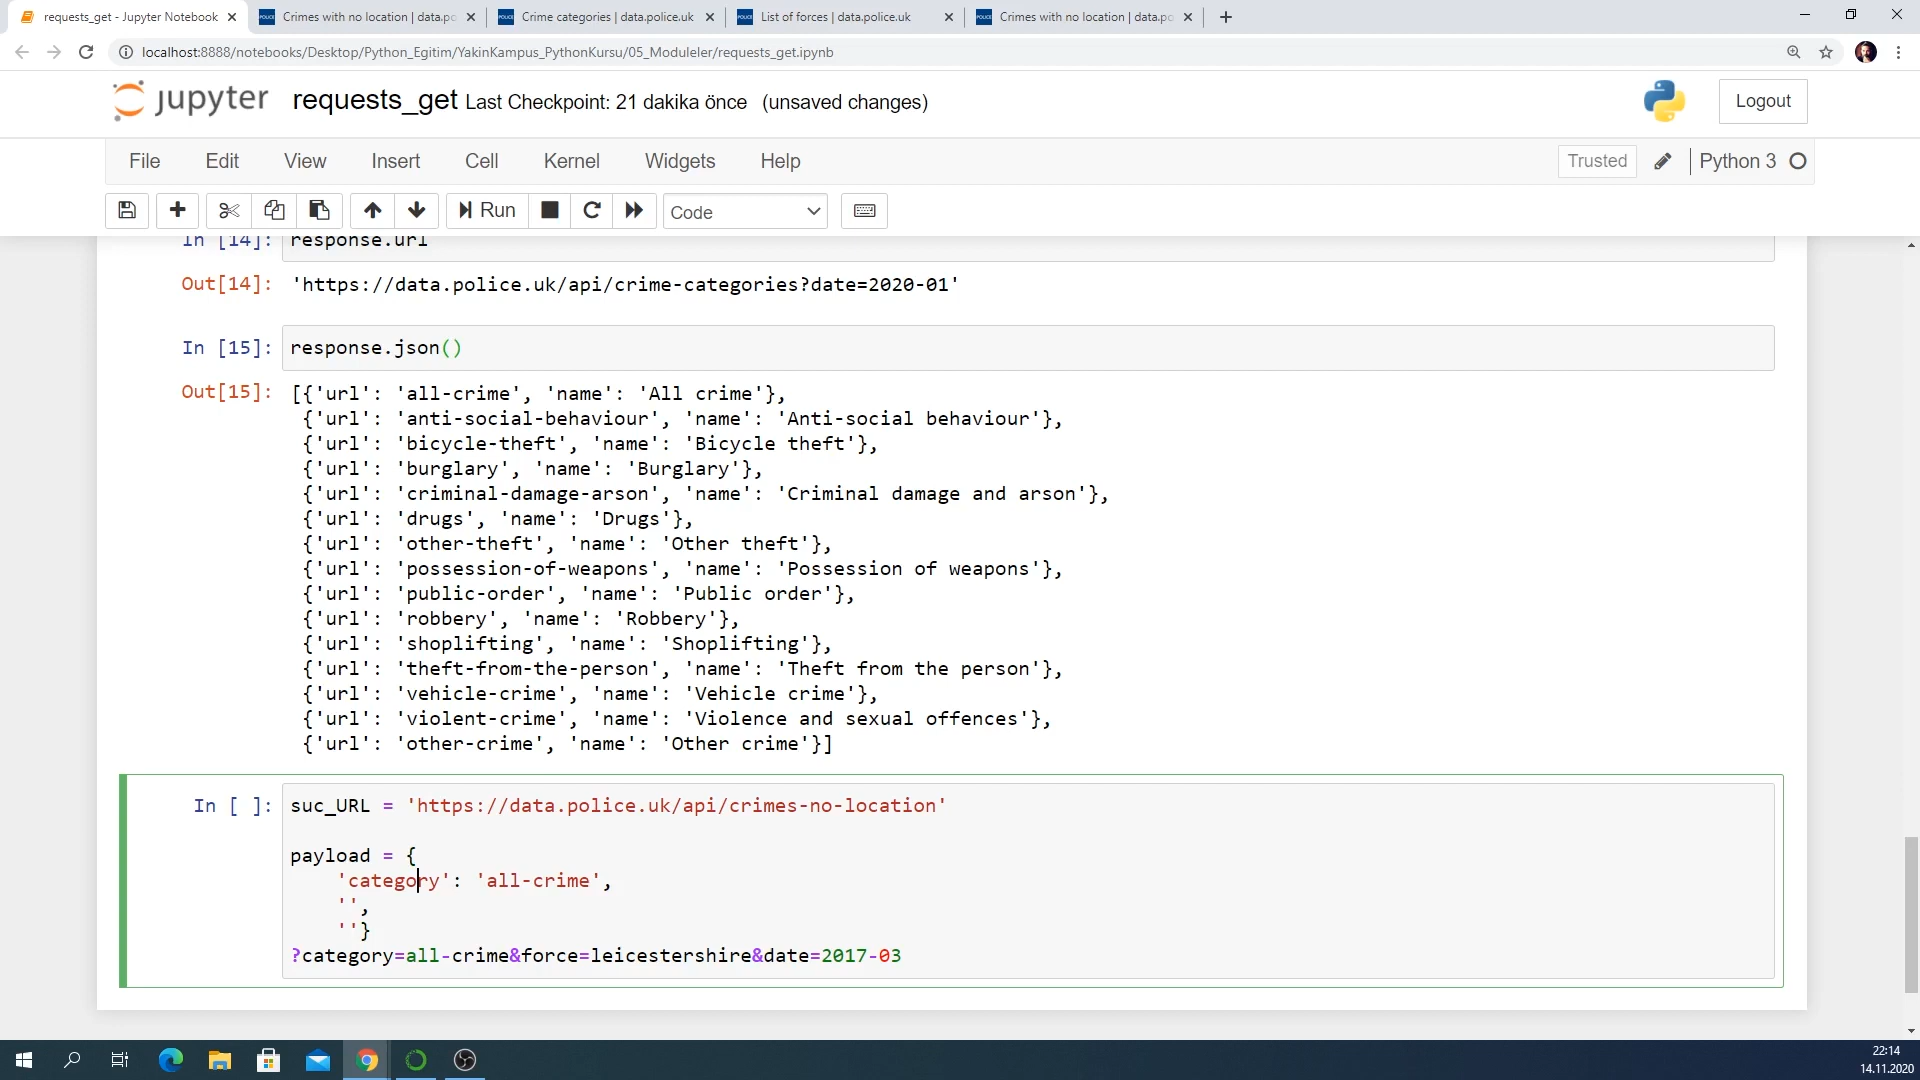 requests_get - Jupyter Notebook
Crimes with no location | data.po
Crime categories | data.police.uk
List of forces | data.police.uk
Crimes with no location | data.po
localhost:8888/notebooks/Desktop/Python_Egitim/YakinKampus_PythonKursu/05_Moduleler/requests_get.ipynb
jupyter requests_get Last Checkpoint: 21 dakika önce (unsaved changes)
Logout
File Edit View Insert Cell Kernel Widgets Help
Trusted Python 3
Run Code
In [14]: response.url
Out[14]: 'https://data.police.uk/api/crime-categories?date=2020-01'
In [15]: response.json()
Out[15]: [{'url': 'all-crime', 'name': 'All crime'},
{'url': 'anti-social-behaviour', 'name': 'Anti-social behaviour'},
{'url': 'bicycle-theft', 'name': 'Bicycle theft'},
{'url': 'burglary', 'name': 'Burglary'},
{'url': 'criminal-damage-arson', 'name': 'Criminal damage and arson'},
{'url': 'drugs', 'name': 'Drugs'},
{'url': 'other-theft', 'name': 'Other theft'},
{'url': 'possession-of-weapons', 'name': 'Possession of weapons'},
{'url': 'public-order', 'name': 'Public order'},
{'url': 'robbery', 'name': 'Robbery'},
{'url': 'shoplifting', 'name': 'Shoplifting'},
{'url': 'theft-from-the-person', 'name': 'Theft from the person'},
{'url': 'vehicle-crime', 'name': 'Vehicle crime'},
{'url': 'violent-crime', 'name': 'Violence and sexual offences'},
{'url': 'other-crime', 'name': 'Other crime'}]
In [ ]: suc_URL = 'https://data.police.uk/api/crimes-no-location'
payload = {
'category': 'all-crime',
'',
''}
?category=all-crime&force=leicestershire&date=2017-03
22:14
14.11.2020